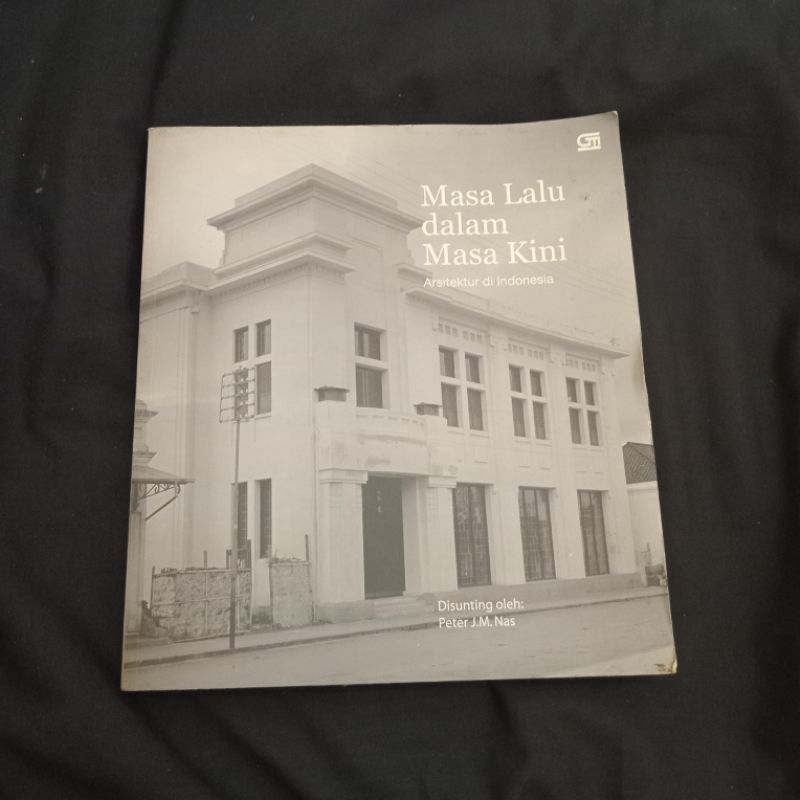 Masa Lalu
dalam
Masa Kini
Arsitektur di Indonesia
Disunting oleh:
Peter J.M. Nas